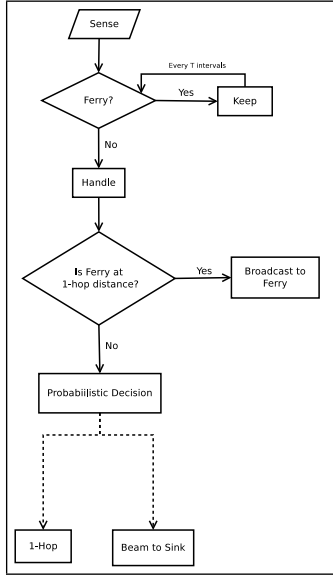 Sense
Every T intervals
Ferry?
Yes
Keep
No
Handle
Is Ferry at
1-hop distance?
Yes
Broadcast to
Ferry
No
Probabiilistic Decision
1-Hop
Beam to Sink